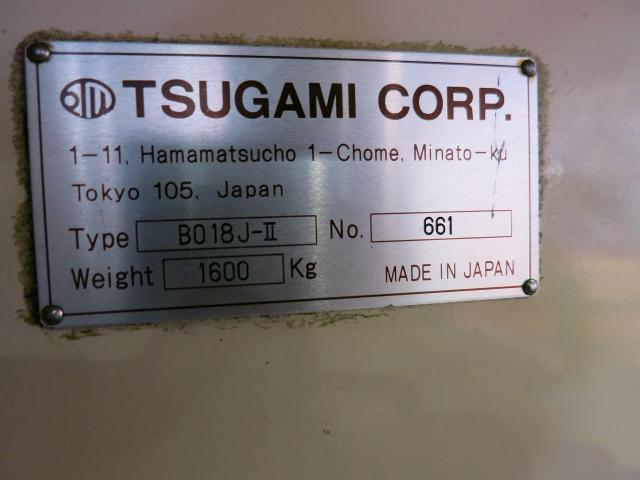 TSUGAMI CORP.
1-11, Hamamatsucho 1-Chome, Minato-ku
Tokyo 105, Japan
Type B018J-II No. 661
Weight 1600 Kg MADE IN JAPAN